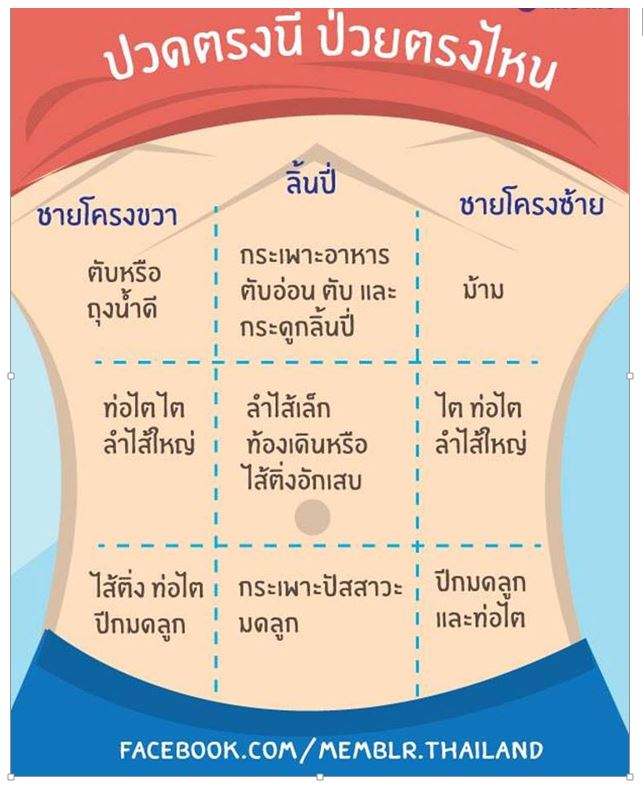 ปวดตรงนี้ ป่วยตรงไหน
ชายโครงขวา
ลิ้นปี่
ชายโครงซ้าย
ตับหรือ
ถุงน้ำดี
กระเพาะอาหาร
ตับอ่อน ตับ และ
กระดูกลิ้นปี่
ม้าม
ท่อไต ไต
ลำไส้ใหญ่
ลำไส้เล็ก
ท้องเดินหรือ
ไส้ติ่งอักเสบ
ไต ท่อไต
ลำไส้ใหญ่
ไส้ติ่ง ท่อไต
ปีกมดลูก
กระเพาะปัสสาวะ
มดลูก
ปีกมดลูก
และท่อไต
FACEBOOK.COM/MEMBLR.THAILAND